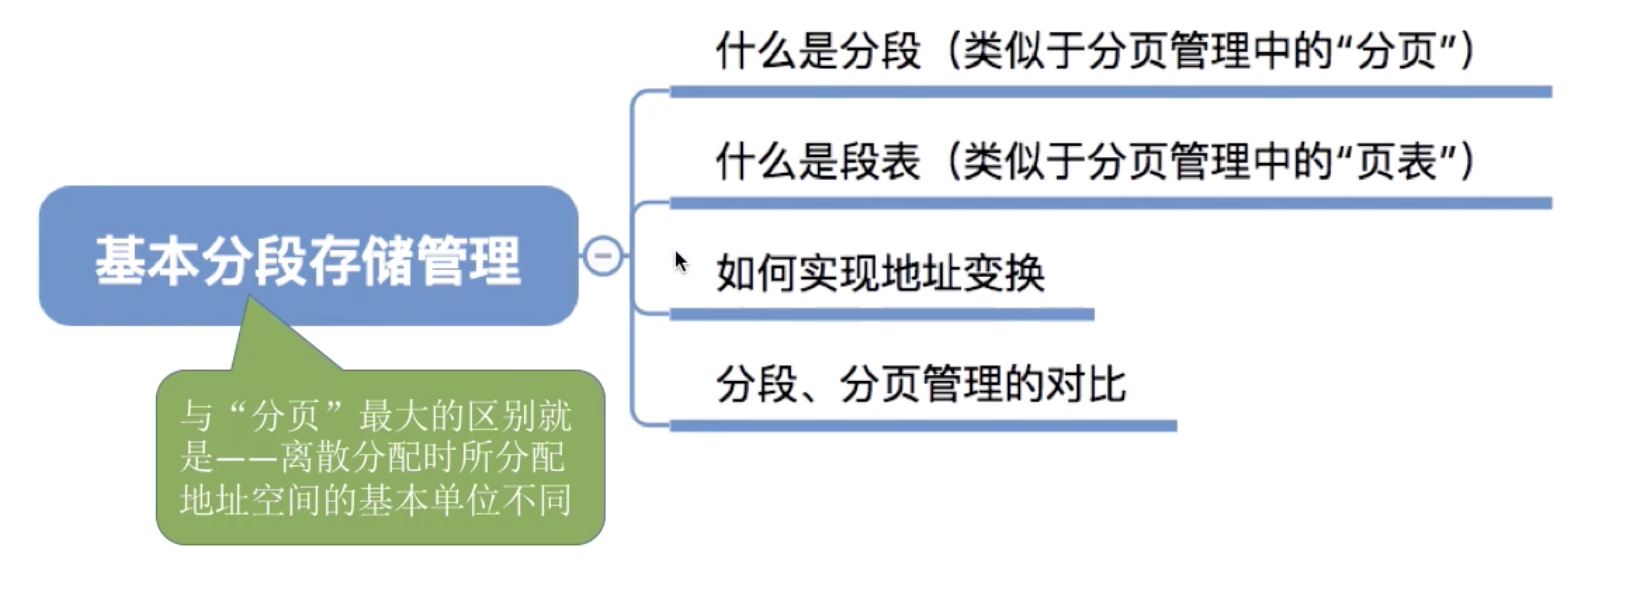 什么是分段（类似于分页管理中的“分页”）
什么是段表（类似于分页管理中的“页表”）
基本分段存储管理
如何实现地址变换
分段、分页管理的对比
与“分页”最大的区别就
是——离散分配时所分配
地址空间的基本单位不同